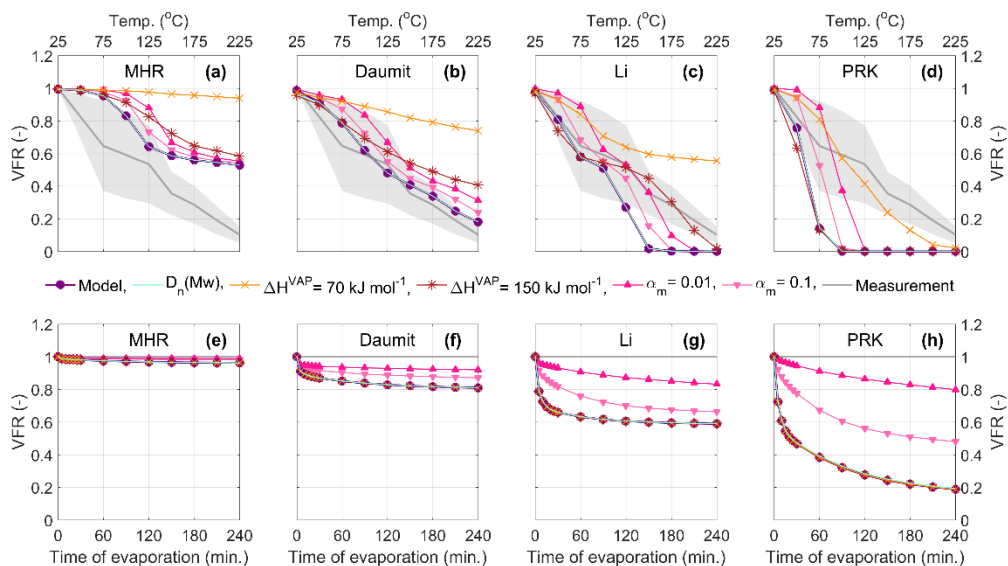 Temp. (°C) Temp. (°C) Temp. (°C) Temp. (°C)
25 75 125 175 225 25 75 125 175 225 25 75 125 175 225 25 75 125 175 225
MHR (a) Daumit (b) Li (c) PRK (d)
1.2
1
0.8
0.6
0.4
0.2
0
VFR (-)
1.2
1
0.8
0.6
0.4
0.2
0
VFR (-)
Model, Dₙ(Mw), ΔHⱽᴬᴾ= 70 kJ mol⁻¹, ΔHⱽᴬᴾ= 150 kJ mol⁻¹, αₘ= 0.01, αₘ= 0.1, Measurement
MHR (e) Daumit (f) Li (g) PRK (h)
1.2
1
0.8
0.6
0.4
0.2
0
VFR (-)
1.2
1
0.8
0.6
0.4
0.2
0
VFR (-)
0 60 120 180 240 0 60 120 180 240 0 60 120 180 240 0 60 120 180 240
Time of evaporation (min.) Time of evaporation (min.) Time of evaporation (min.) Time of evaporation (min.)